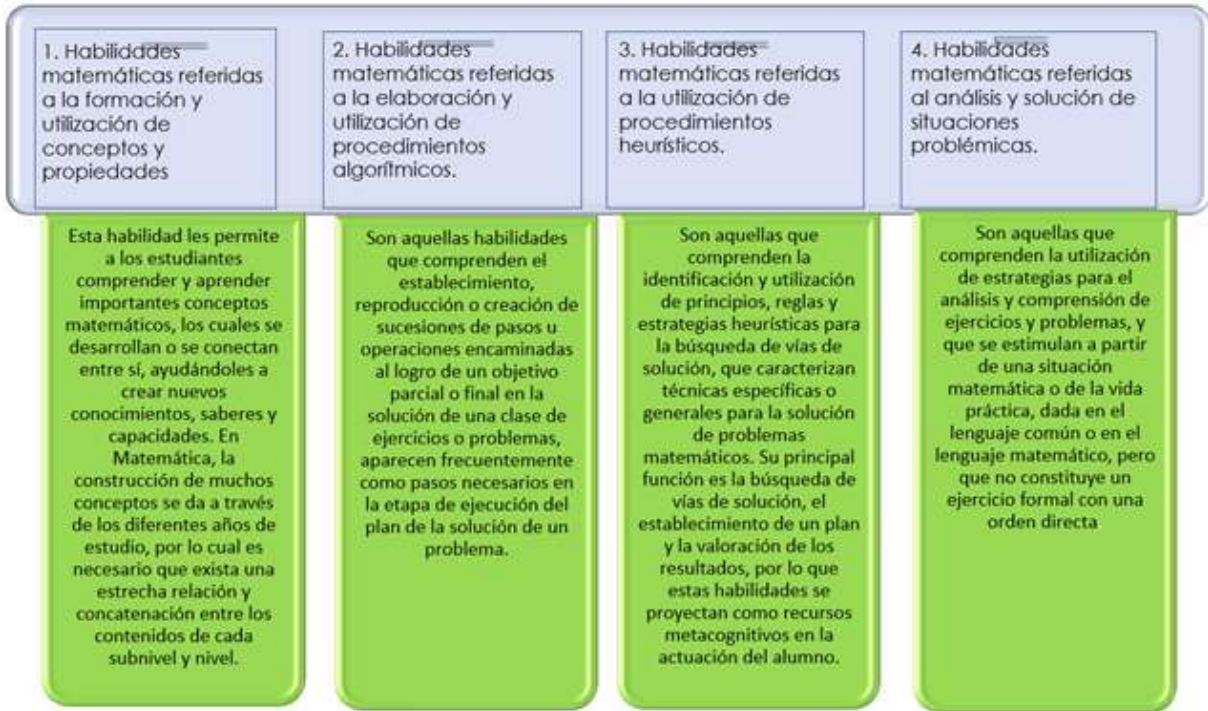 1. Habilidades
matemáticas referidas
a la formación y
utilización de
conceptos y
propiedades
Esta habilidad les permite
a los estudiantes
comprender y aprender
importantes conceptos
matemáticos, los cuales se
desarrollan o se conectan
entre sí, ayudándoles a
crear nuevos
conocimientos, saberes y
capacidades. En
Matemática, la
construcción de muchos
conceptos se da a través
de los diferentes años de
estudio, por lo cual es
necesario que exista una
estrecha relación y
concatenación entre los
contenidos de cada
subnivel y nivel.
2. Habilidades
matemáticas referidas
a la elaboración y
utilización de
procedimientos
algorítmicos.
Son aquellas habilidades
que comprenden el
establecimiento,
reproducción o creación de
sucesiones de pasos u
operaciones encaminadas
al logro de un objetivo
parcial o final en la
solución de una clase de
ejercicios o problemas,
aparecen frecuentemente
como pasos necesarios en
la etapa de ejecución del
plan de la solución de un
problema.
3. Habilidades
matemáticas referidas
a la utilización de
procedimientos
heurísticos.
Son aquellas que
comprenden la
identificación y utilización
de principios, reglas y
estrategias heurísticas para
la búsqueda de vías de
solución, que caracterizan
técnicas específicas o
generales para la solución
de problemas
matemáticos. Su principal
función es la búsqueda de
vías de solución, el
establecimiento de un plan
y la valoración de los
resultados, por lo que
estas habilidades se
proyectan como recursos
metacognitivos en la
actuación del alumno.
4. Habilidades
matemáticas referidas
al análisis y solución de
situaciones
problémicas.
Son aquellas que
comprenden la utilización
de estrategias para el
análisis y comprensión de
ejercicios y problemas, y
que se estimulan a partir
de una situación
matemática o de la vida
práctica, dada en el
lenguaje común o en el
lenguaje matemático, pero
que no constituye un
ejercicio formal con una
orden directa